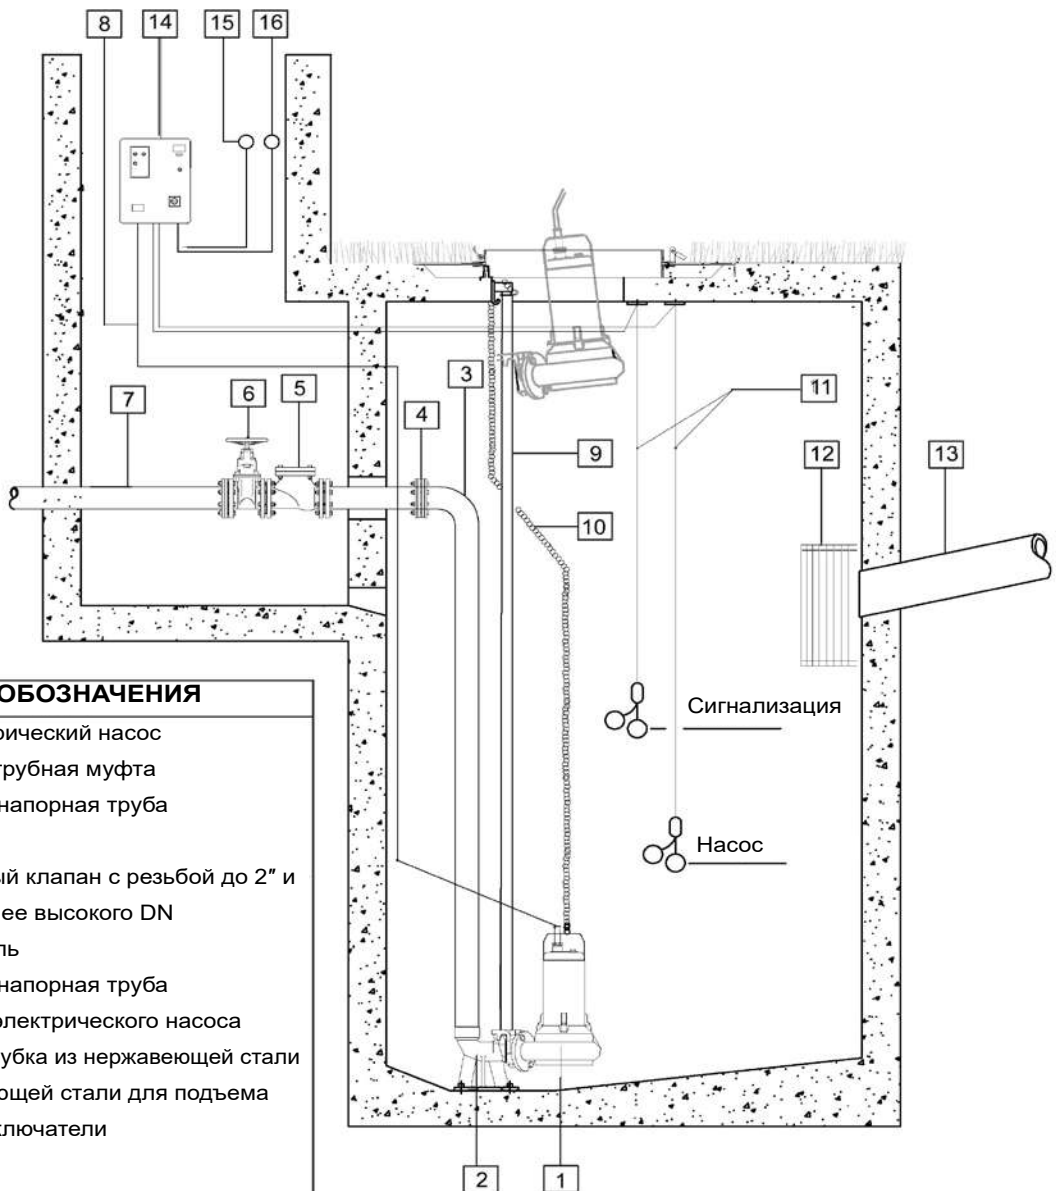 8 14 15 16
3
5
6
7
4
11
9
12 13
10
ОБОЗНАЧЕНИЯ
рический насос
трубная муфта
напорная труба
ый клапан с резьбой до 2″ и
ее высокого DN
ль
напорная труба
электрического насоса
убка из нержавеющей стали
ющей стали для подъема
ключатели
Сигнализация
Насос
2 1